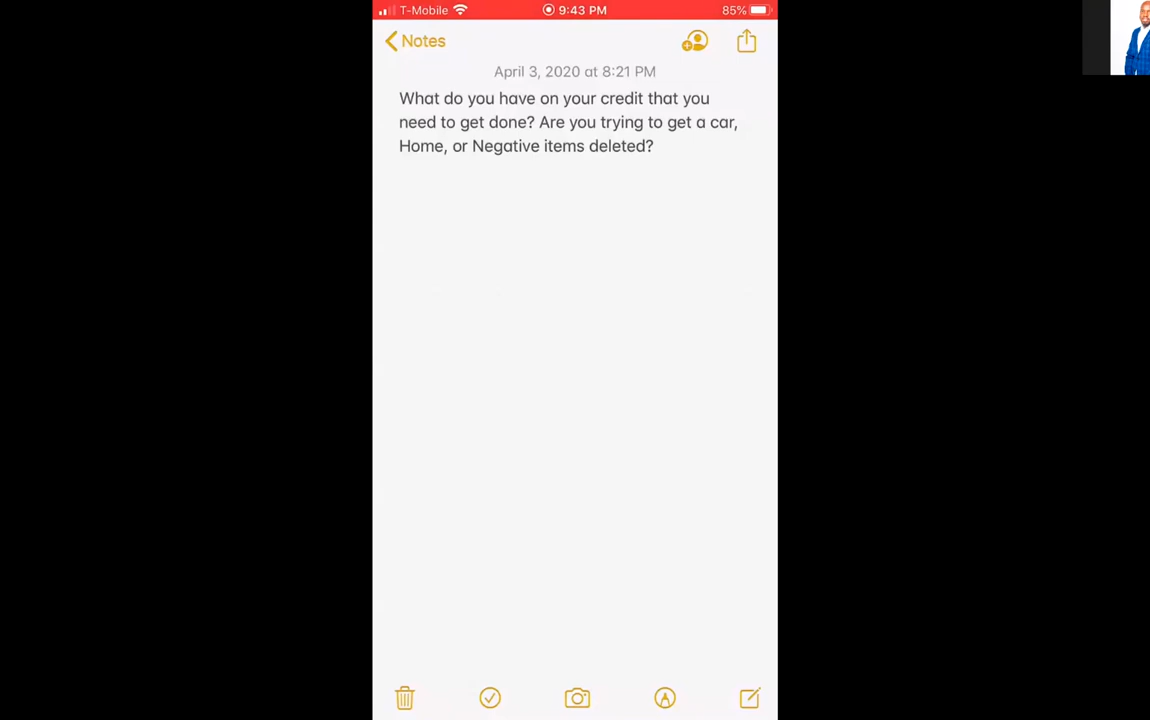 T-Mobile 9:43 PM 85%
Notes
April 3, 2020 at 8:21 PM
What do you have on your credit that you
need to get done? Are you trying to get a car,
Home, or Negative items deleted?